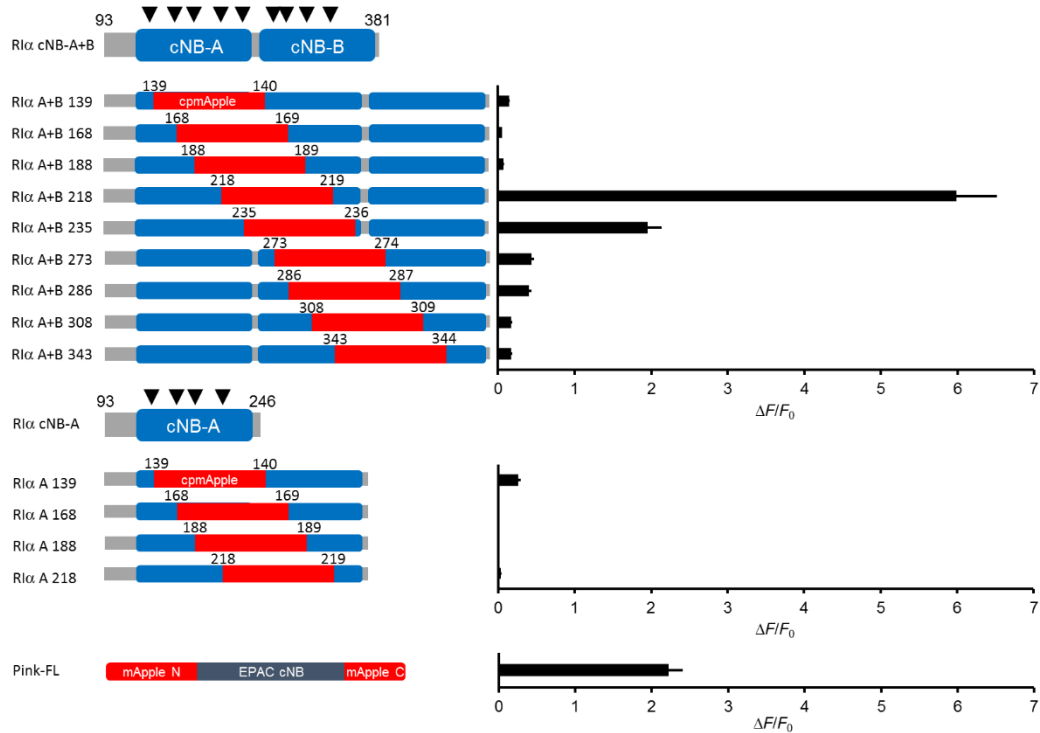 93 381
RIα cNB-A+B cNB-A cNB-B
139 140
RIα A+B 139 cpmApple
168 169
RIα A+B 168
188 189
RIα A+B 188
218 219
RIα A+B 218
235 236
RIα A+B 235
273 274
RIα A+B 273
286 287
RIα A+B 286
308 309
RIα A+B 308
343 344
RIα A+B 343
0 1 2 3 4 5 6 7
ΔF/F0
93 246
RIα cNB-A cNB-A
139 140
RIα A 139 cpmApple
168 169
RIα A 168
188 189
RIα A 188
218 219
RIα A 218
0 1 2 3 4 5 6 7
ΔF/F0
Pink-FL mApple N EPAC cNB mApple C
0 1 2 3 4 5 6 7
ΔF/F0